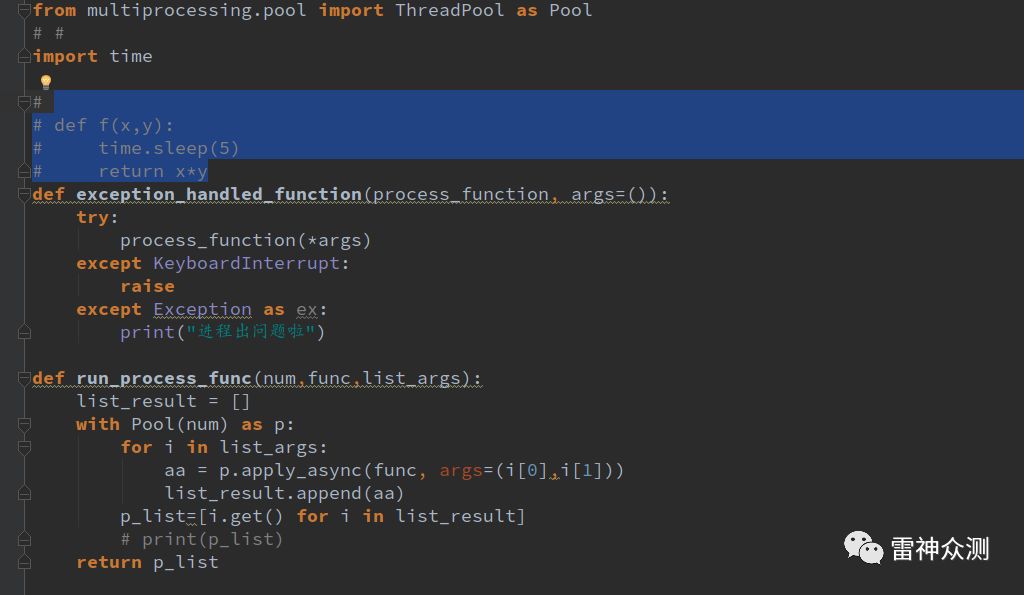 from multiprocessing.pool import ThreadPool as Pool
# #
import time
#
# def f(x,y):
#     time.sleep(5)
#     return x*y
def exception_handled_function(process_function, args=()):
    try:
        process_function(*args)
    except KeyboardInterrupt:
        raise
    except Exception as ex:
        print("进程出问题啦")
def run_process_func(num,func,list_args):
    list_result = []
    with Pool(num) as p:
        for i in list_args:
            aa = p.apply_async(func, args=(i[0],i[1]))
            list_result.append(aa)
        p_list=[i.get() for i in list_result]
        # print(p_list)
    return p_list
雷神众测